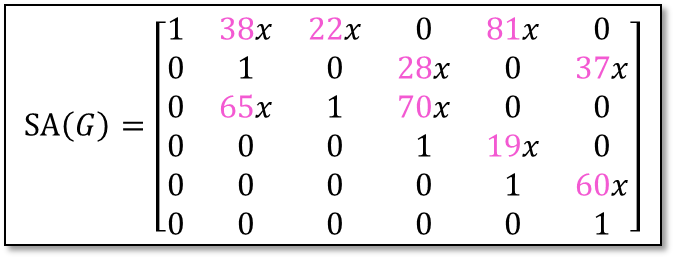 1 38x 22x 0 81x 0
0 1 0 28x 0 37x
0 65x 1 70x 0 0
SA(G) =
0 0 0 1 19x 0
0 0 0 0 1 60x
0 0 0 0 0 1